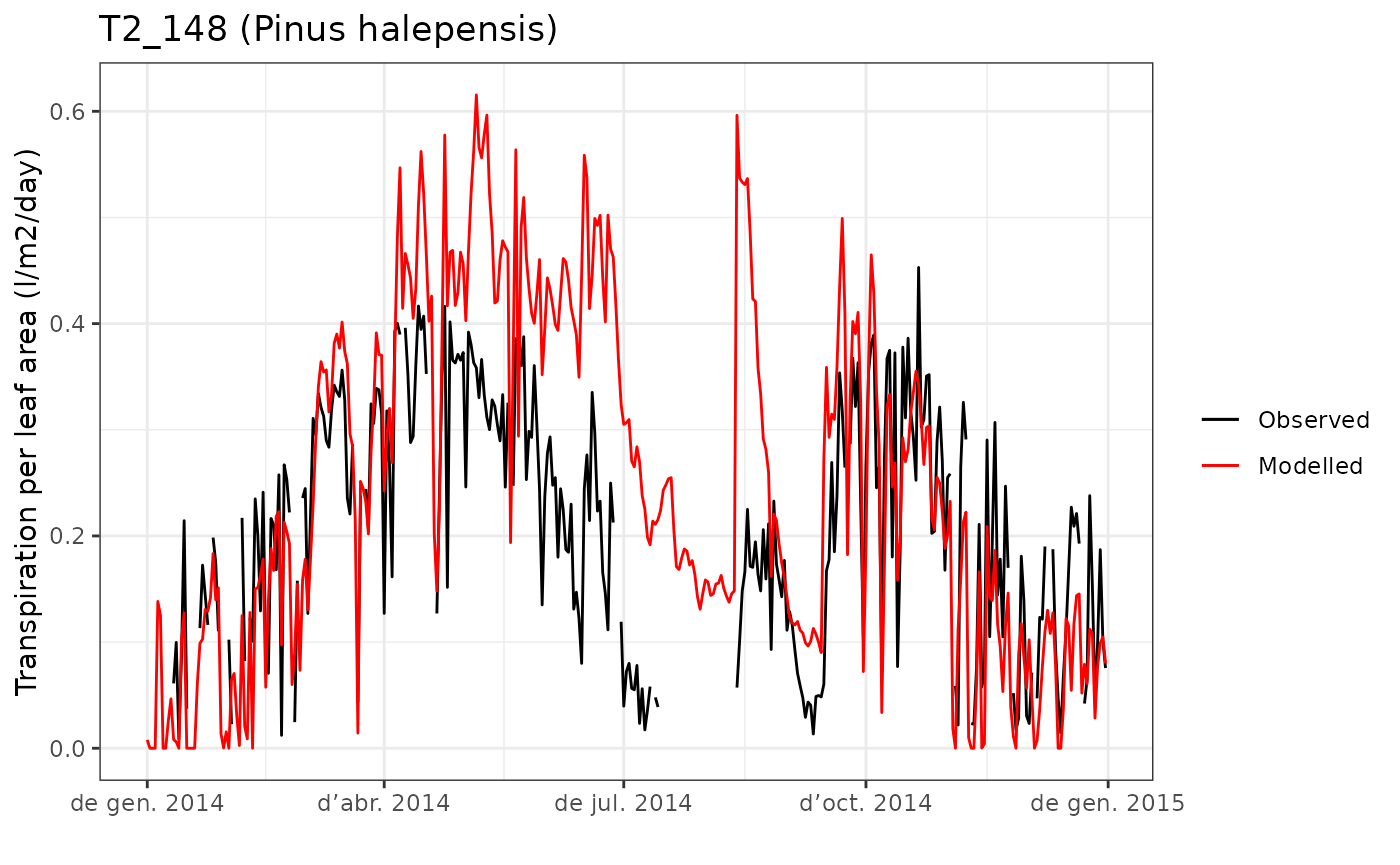 T2_148 (Pinus halepensis)
Transpiration per leaf area (l/m2/day)
0.6
0.4
0.2
0.0
de gen. 2014
d’abr. 2014
de jul. 2014
d’oct. 2014
de gen. 2015
Observed
Modelled